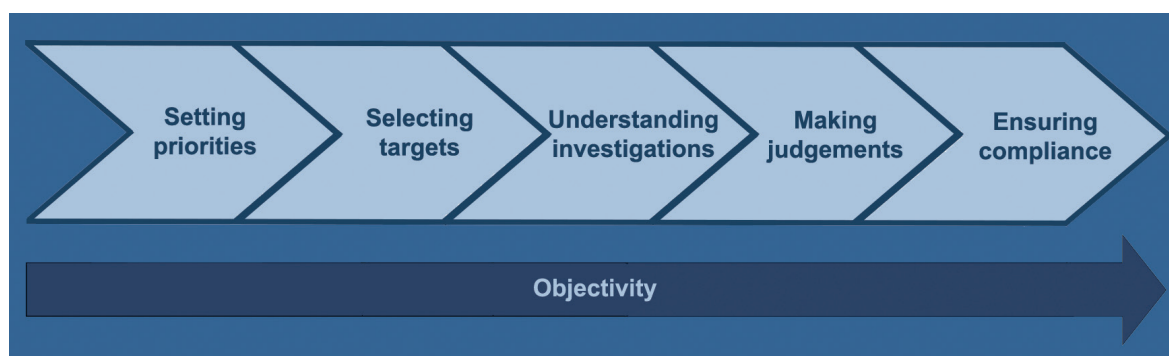 Setting
priorities
Selecting
targets
Understanding
investigations
Making
judgements
Ensuring
compliance
Objectivity